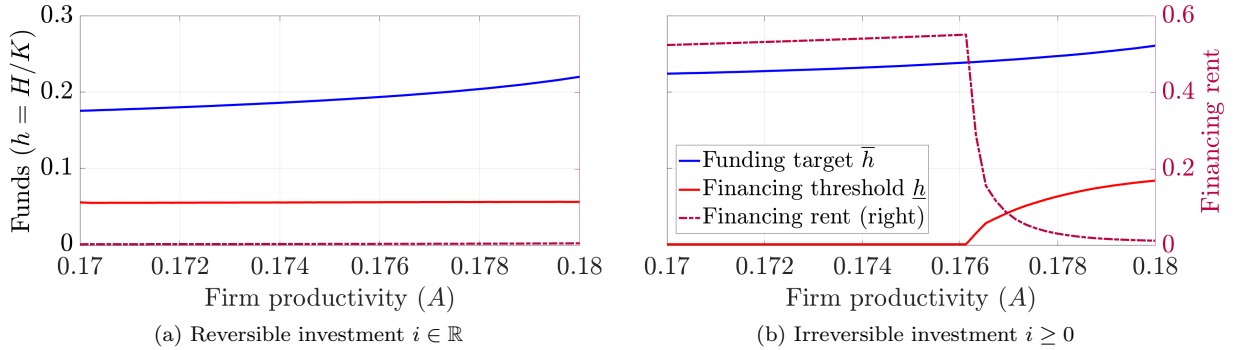 Funds (h = H/K)
0.3
0.2
0.1
0
0.17
0.172
0.174
0.176
0.178
0.18
Firm productivity (A)
(a) Reversible investment i ∈ ℝ
Funding target h̅
Financing threshold h̲
Financing rent (right)
0.6
0.4
0.2
0
Financing rent
0.17
0.172
0.174
0.176
0.178
0.18
Firm productivity (A)
(b) Irreversible investment i ≥ 0